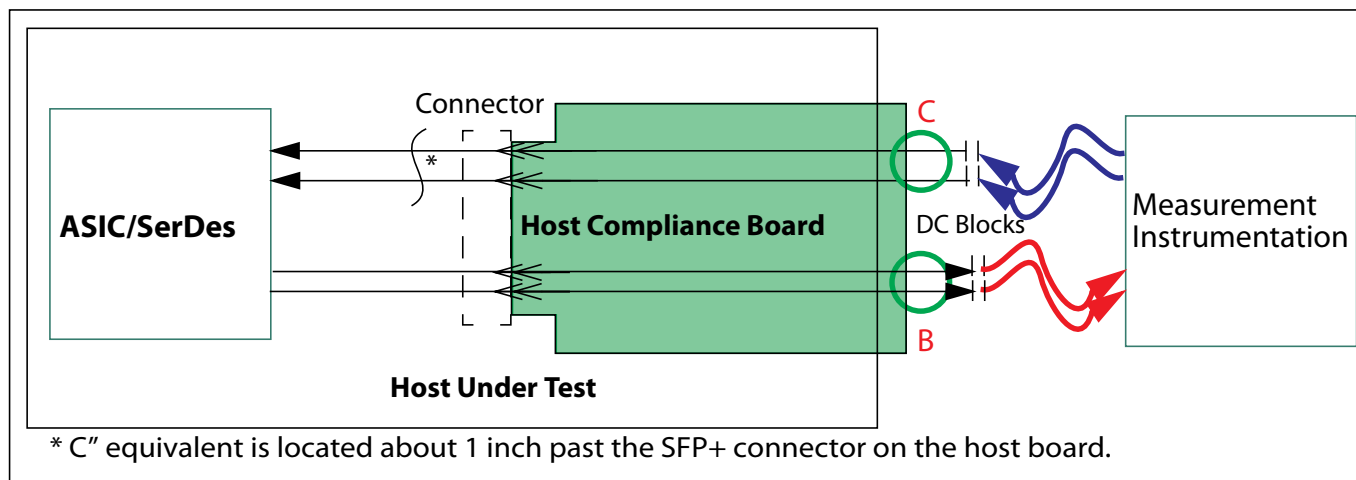 Connector
C
*
ASIC/SerDes
Host Compliance Board
DC Blocks
Measurement
Instrumentation
B
Host Under Test
* C” equivalent is located about 1 inch past the SFP+ connector on the host board.